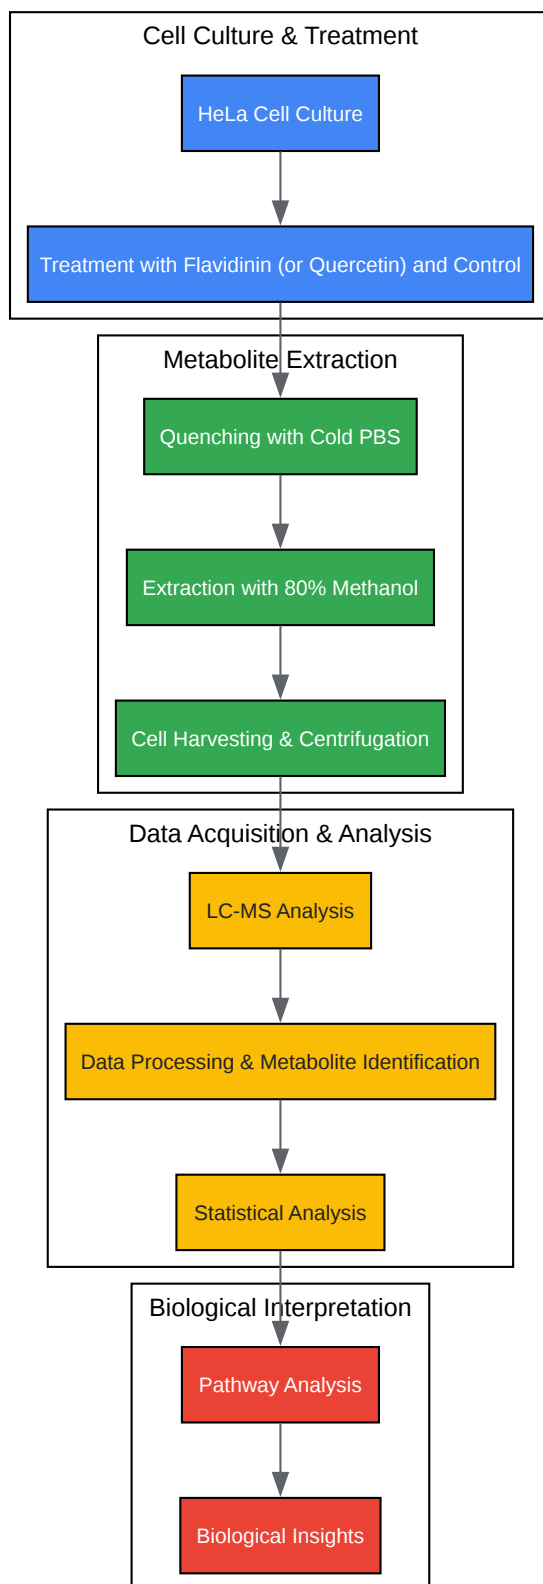 Cell Culture & Treatment
HeLa Cell Culture
Treatment with Flavidinin (or Quercetin) and Control
Metabolite Extraction
Quenching with Cold PBS
Extraction with 80% Methanol
Cell Harvesting & Centrifugation
Data Acquisition & Analysis
LC-MS Analysis
Data Processing & Metabolite Identification
Statistical Analysis
Biological Interpretation
Pathway Analysis
Biological Insights